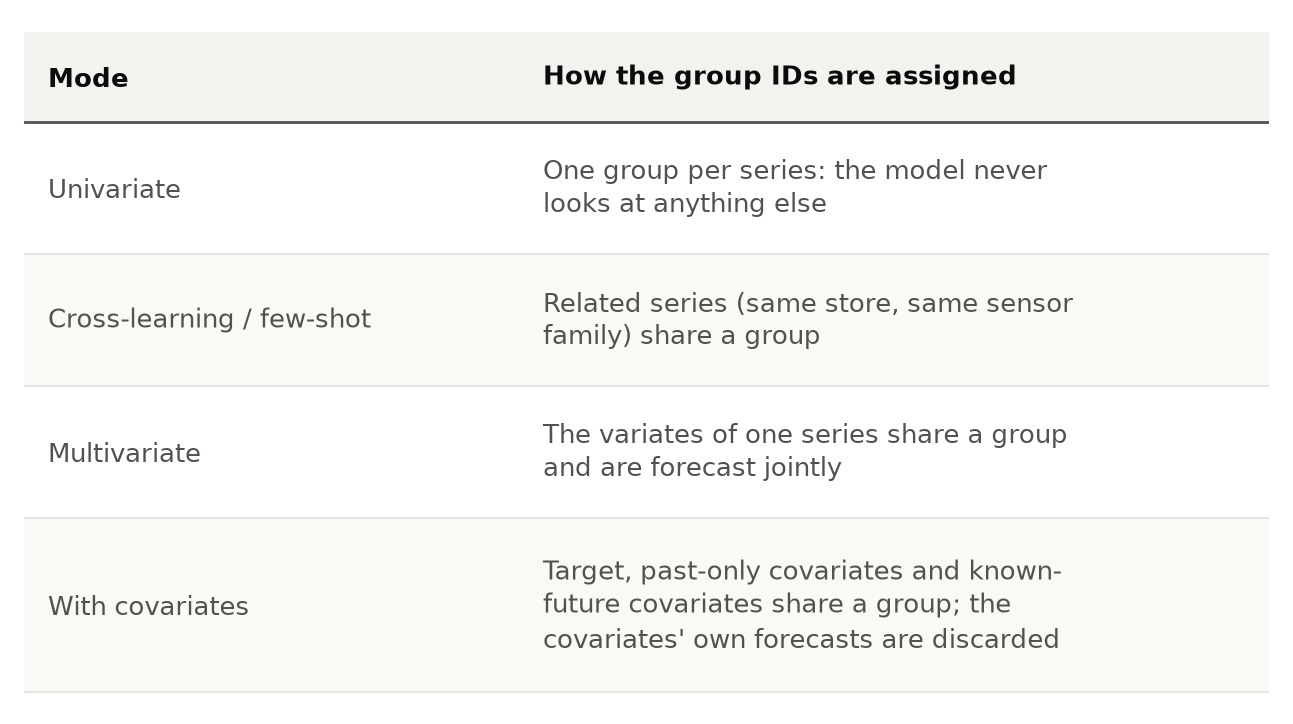 Mode
How the group IDs are assigned
Univariate
One group per series: the model never
looks at anything else
Cross-learning / few-shot
Related series (same store, same sensor
family) share a group
Multivariate
The variates of one series share a group
and are forecast jointly
With covariates
Target, past-only covariates and known-
future covariates share a group; the
covariates' own forecasts are discarded